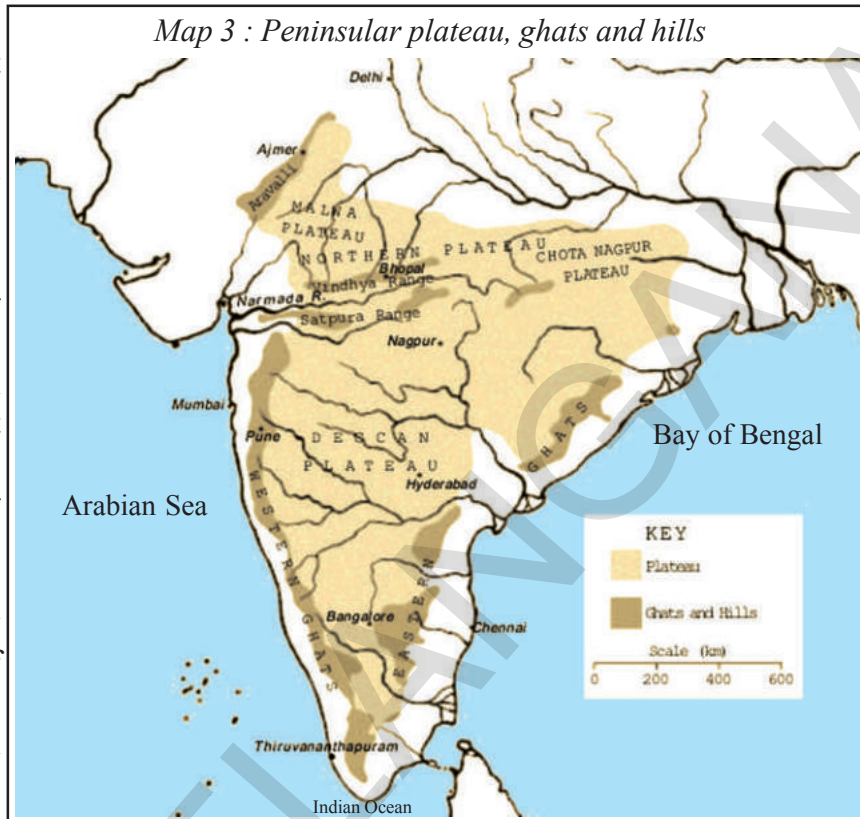 Map 3 : Peninsular plateau, ghats and hills
Delhi
Ajmer
Aravalli
MALNA
PLATEAU
NORTHERN PLATEAU
CHOTA NAGPUR
PLATEAU
Bhopal
Vindhya Range
Narmada R.
Satpura Range
Nagpur
Mumbai
Pune
DESCAN
PLATEAU
Hyderabad
GHATS
Bay of Bengal
Arabian Sea
WESTERN GHATS
EASTERN
Bangalore
Chennai
Thiruvananthapuram
Indian Ocean
KEY
Plateau
Ghats and Hills
Scale (km)
0 200 400 600